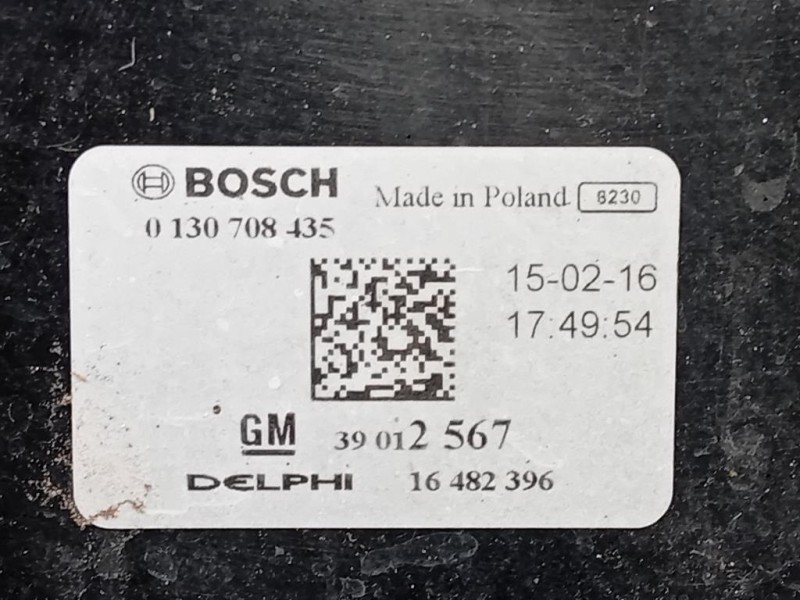 BOSCH Made in Poland 6230
0 130 708 435
15-02-16
17:49:54
GM 39 012 567
DELPHI 16 482 396